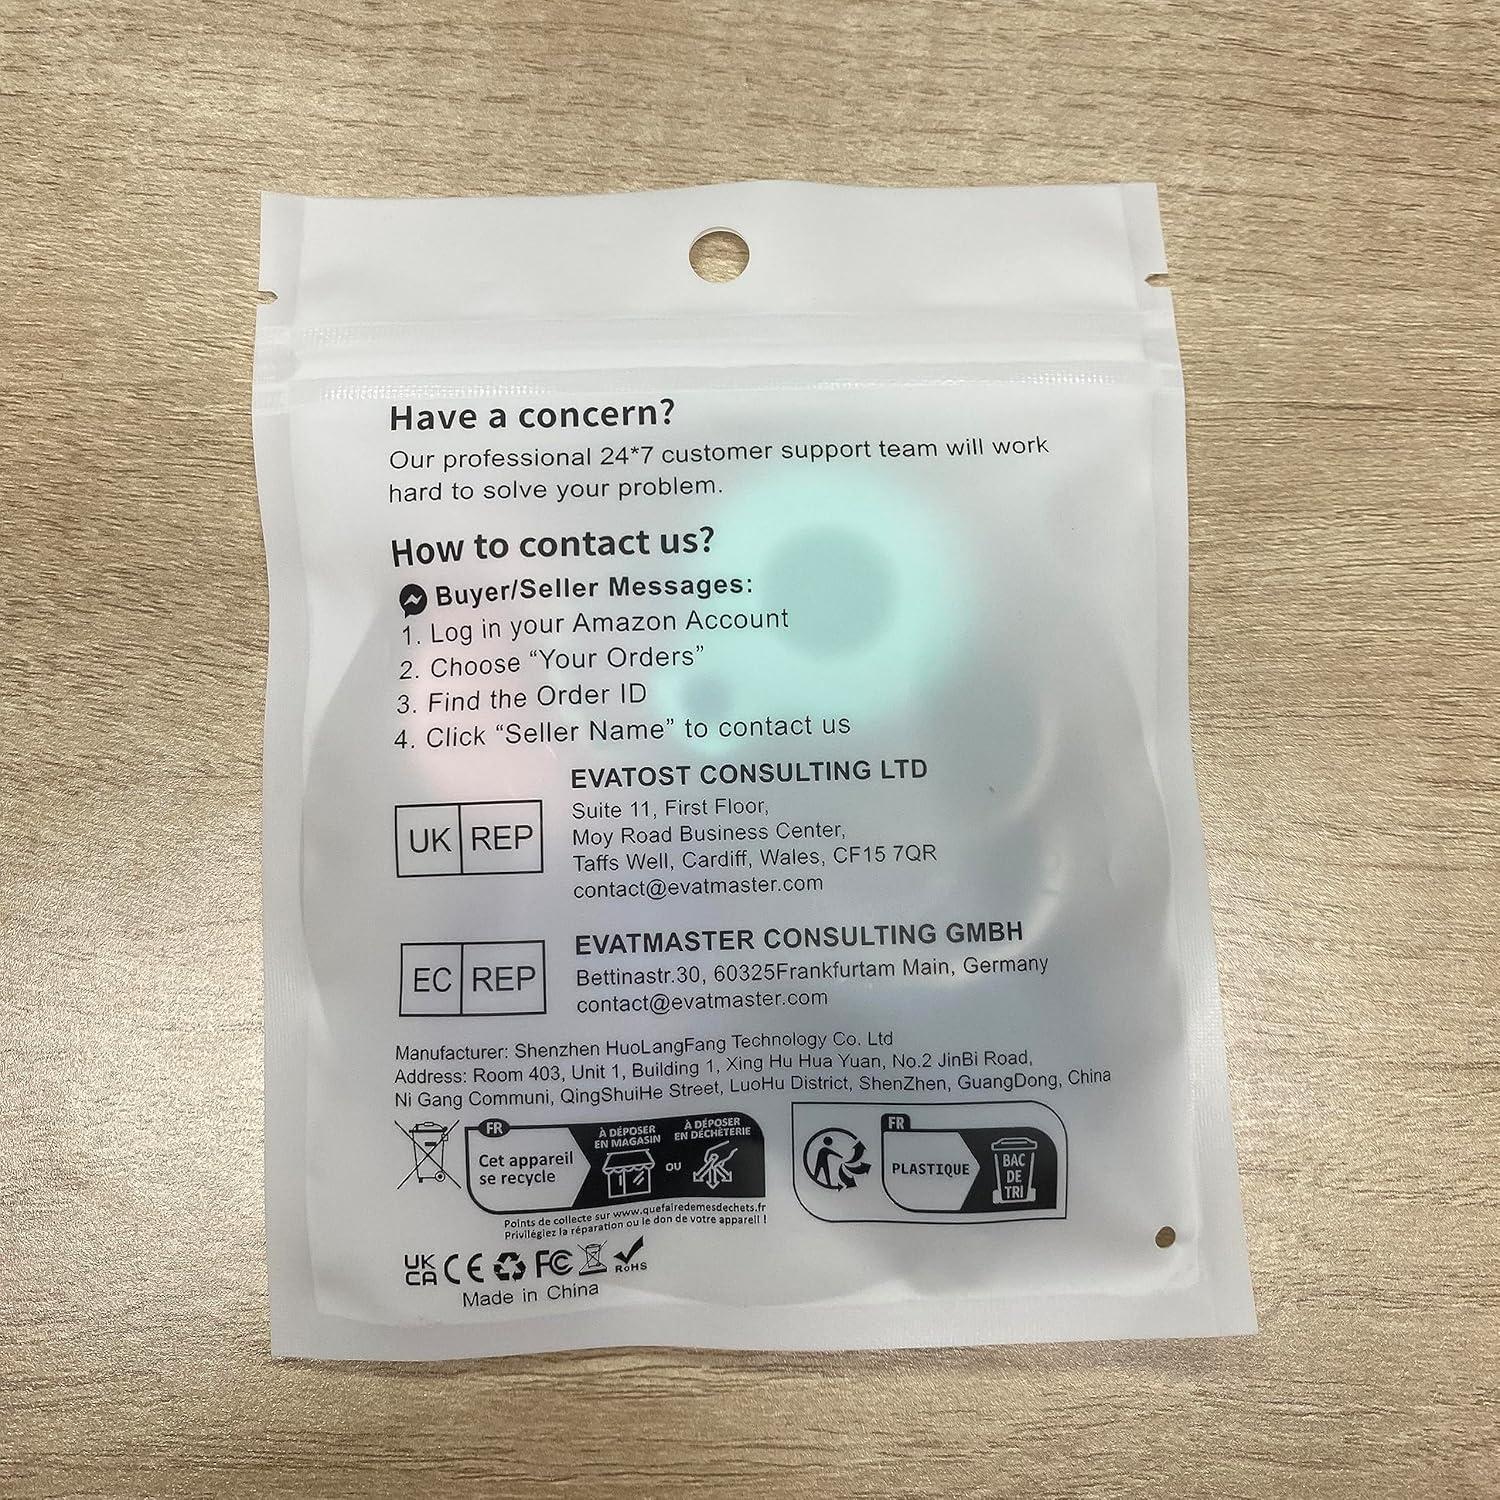 Have a concern?
Our professional 24*7 customer support team will work
hard to solve your problem.
How to contact us?
Buyer/Seller Messages:
1. Log in your Amazon Account
2. Choose “Your Orders”
3. Find the Order ID
4. Click “Seller Name” to contact us
UK REP
EVATOST CONSULTING LTD
Suite 11, First Floor,
Moy Road Business Center,
Taffs Well, Cardiff, Wales, CF15 7QR
contact@evatmaster.com
EC REP
EVATMASTER CONSULTING GMBH
Bettinastr.30, 60325Frankfurtam Main, Germany
contact@evatmaster.com
Manufacturer: Shenzhen HuoLangFang Technology Co. Ltd
Address: Room 403, Unit 1, Building 1, Xing Hu Hua Yuan, No.2 JinBi Road,
Ni Gang Communi, QingShuiHe Street, LuoHu District, ShenZhen, GuangDong, China
FR
Cet appareil
se recycle
À DÉPOSER
EN MAGASIN
OU
À DÉPOSER
EN DÉCHÈTERIE
Points de collecte sur www.quefairedemesdechets.fr
Privilégiez la réparation ou le don de votre appareil !
FR
PLASTIQUE
BAC
DE
TRI
UK
CA CE FC RoHS
Made in China